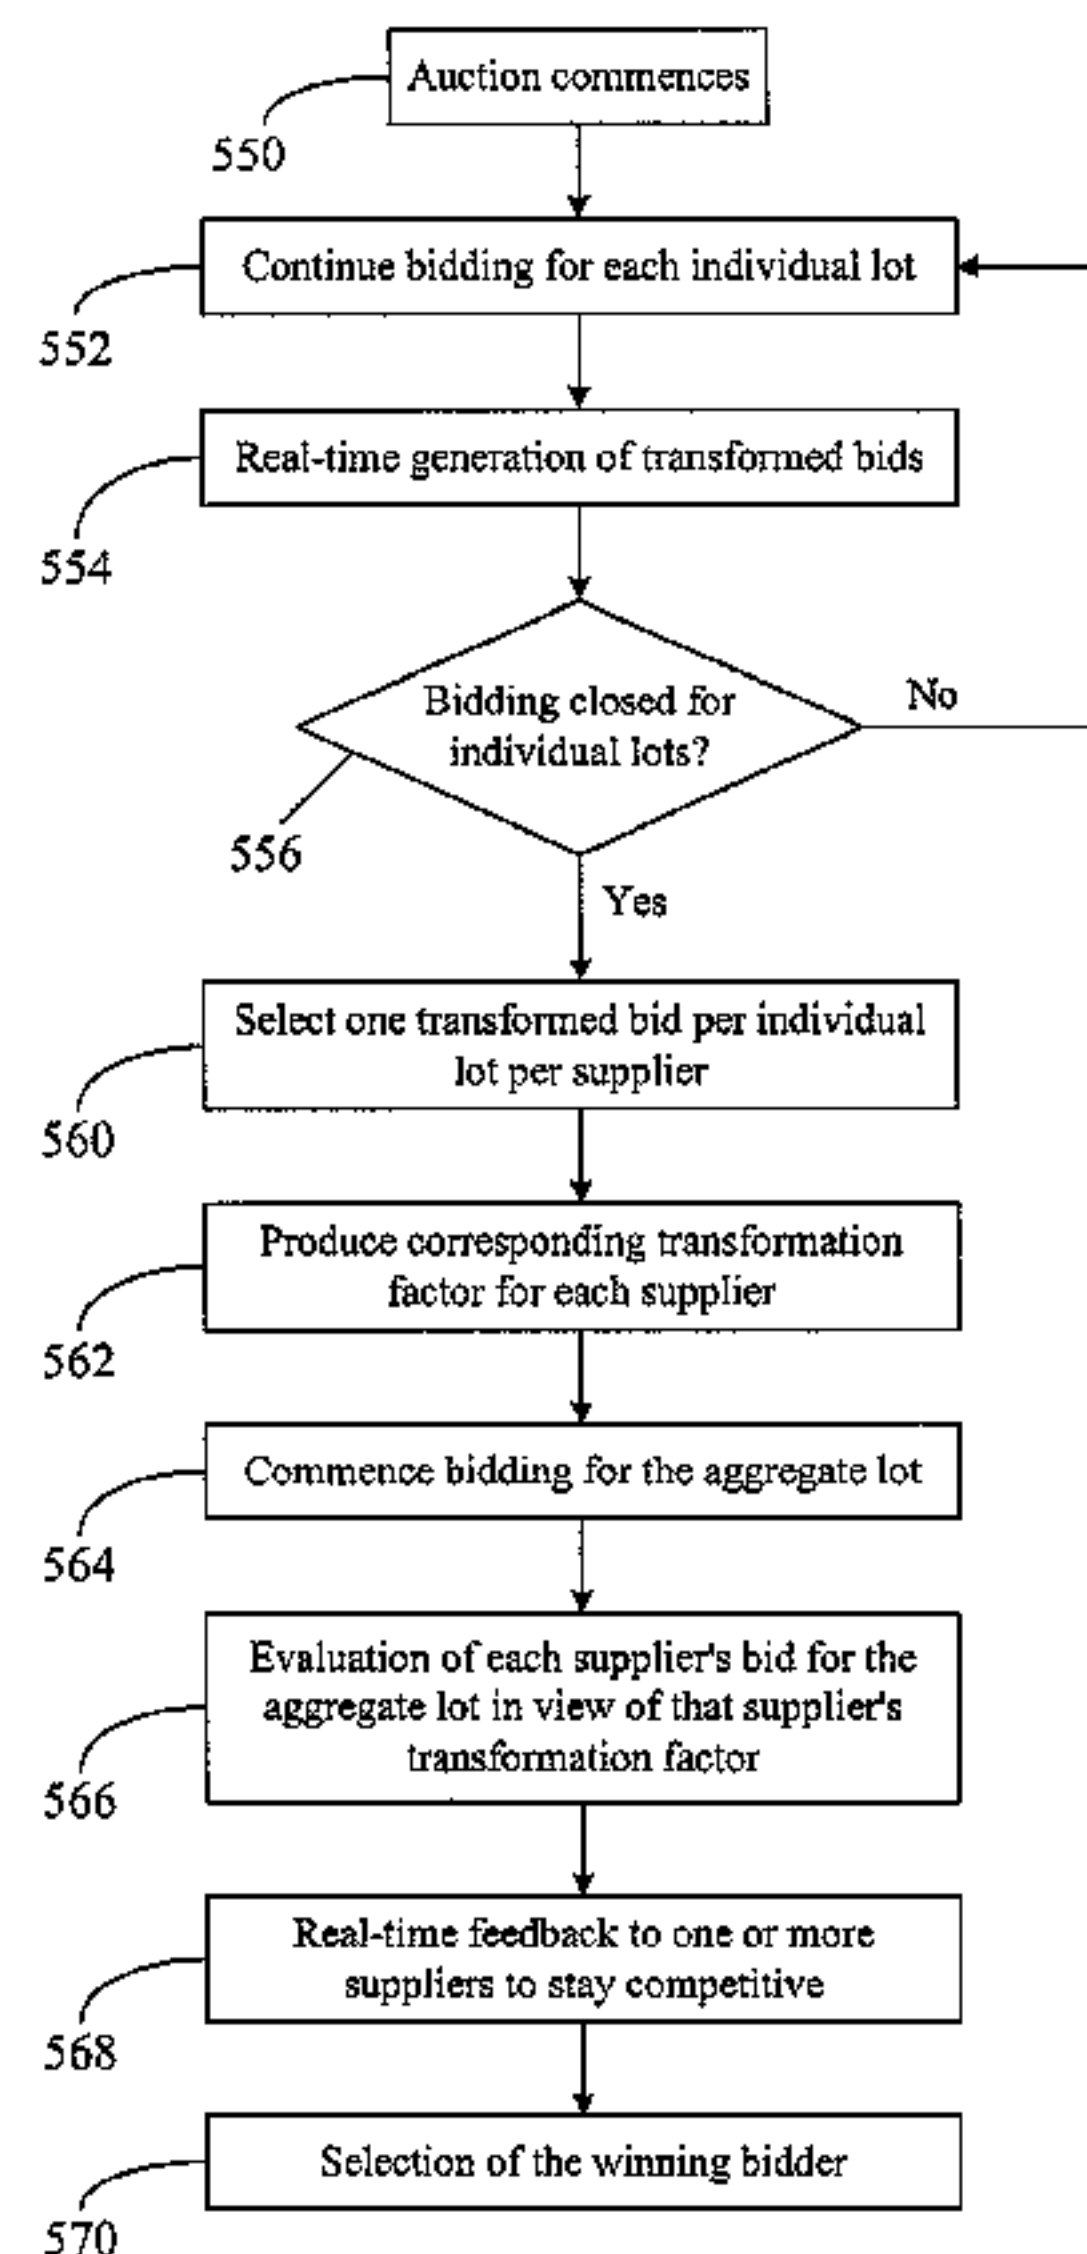 Auction commences
550
Continue bidding for each individual lot
552
Real-time generation of transformed bids
554
Bidding closed for
individual lots?
No
556
Yes
Select one transformed bid per individual
lot per supplier
560
Produce corresponding transformation
factor for each supplier
562
Commence bidding for the aggregate lot
564
Evaluation of each supplier's bid for the
aggregate lot in view of that supplier's
transformation factor
566
Real-time feedback to one or more
suppliers to stay competitive
568
Selection of the winning bidder
570